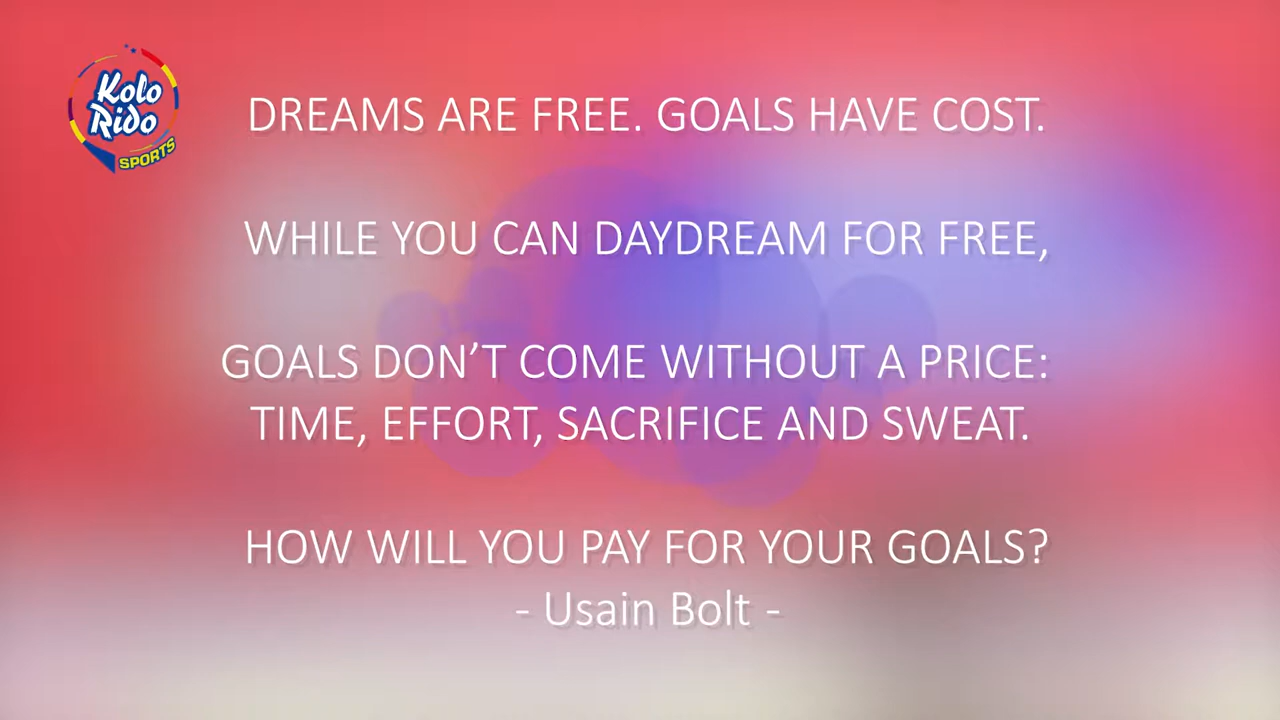 Kolo
Rido
SPORTS
DREAMS ARE FREE. GOALS HAVE COST.
WHILE YOU CAN DAYDREAM FOR FREE,
GOALS DON’T COME WITHOUT A PRICE:
TIME, EFFORT, SACRIFICE AND SWEAT.
HOW WILL YOU PAY FOR YOUR GOALS?
- Usain Bolt -